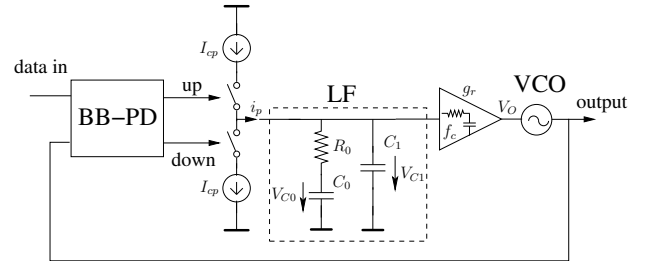 I_cp
LF
g_r
VCO
data in
up
i_p
f_c
V_O
output
BB–PD
R_0
C_1
down
V_C0
C_0
V_C1
I_cp